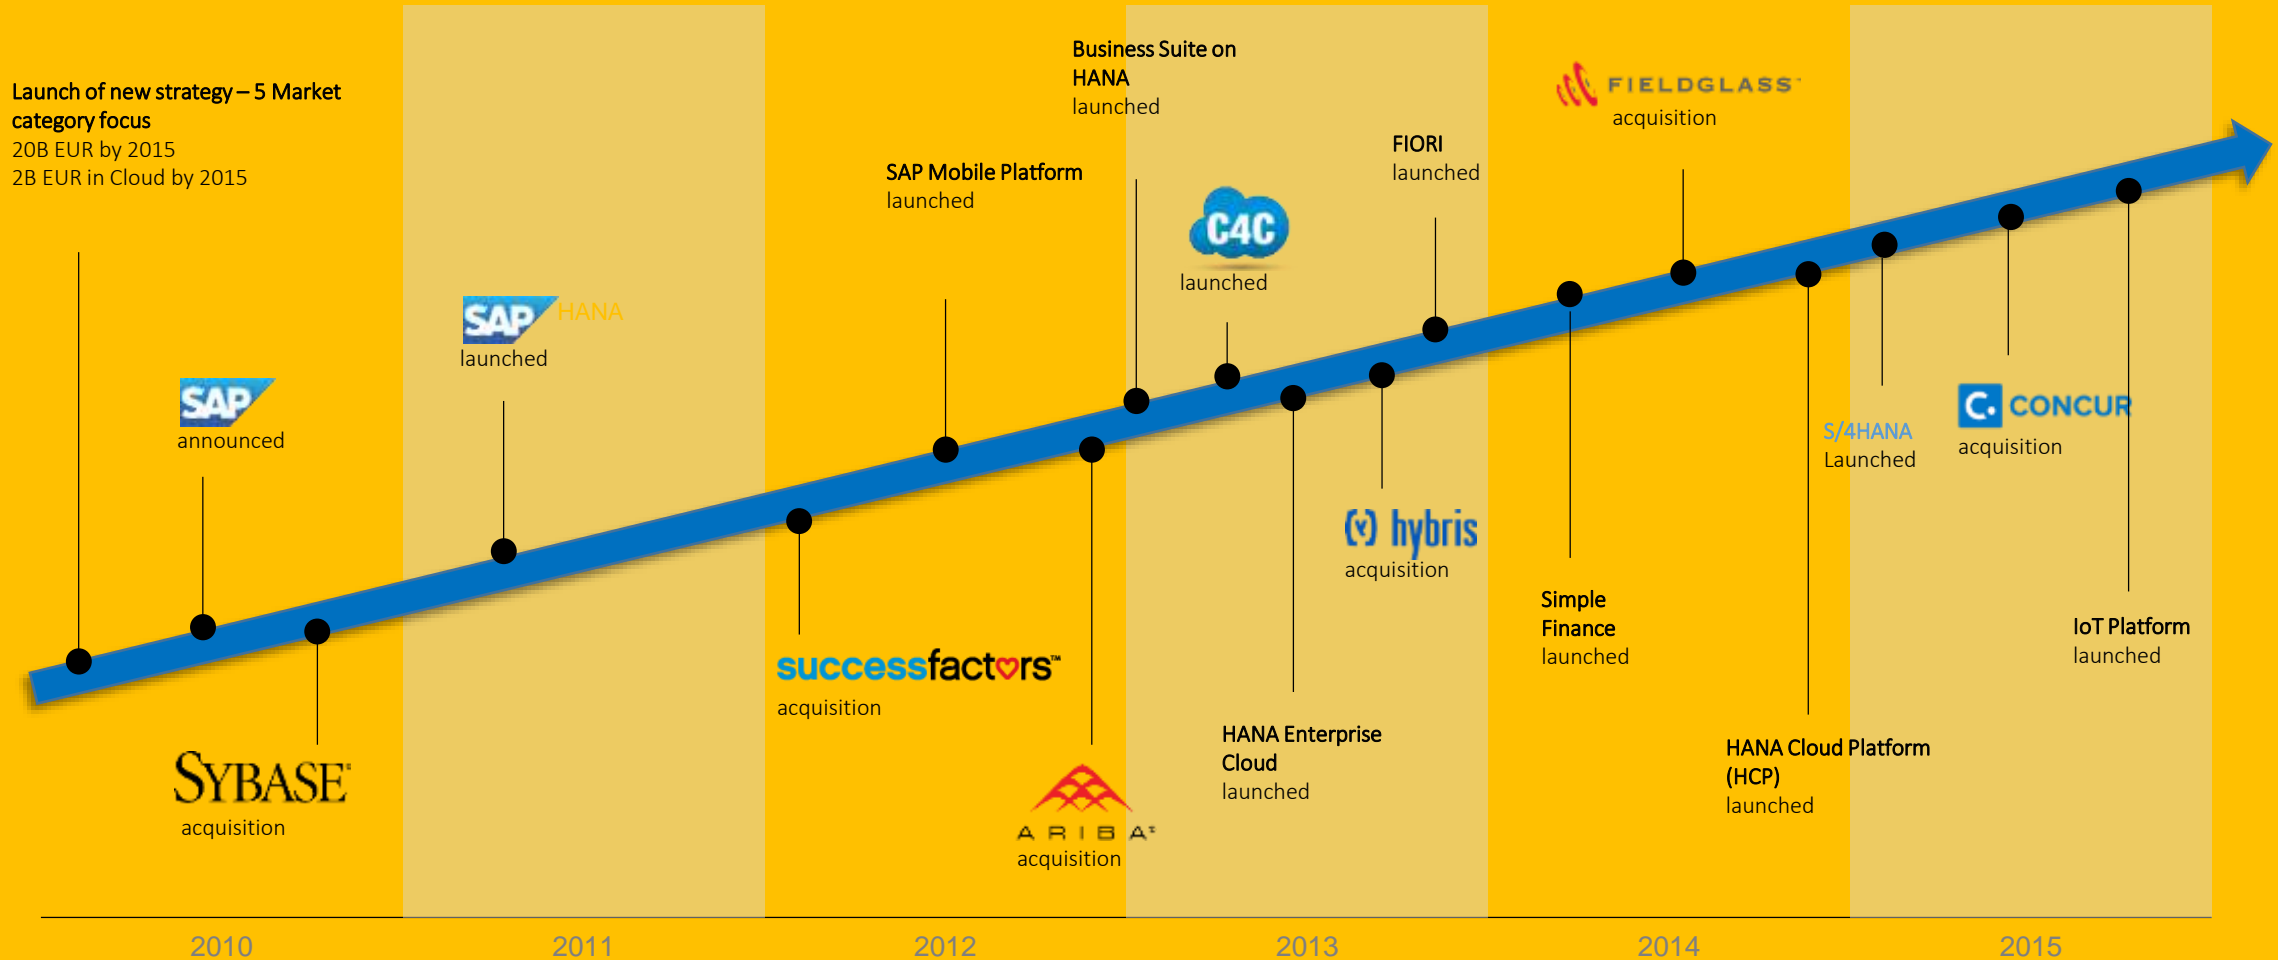 Launch of new strategy – 5 Market
category focus
20B EUR by 2015
2B EUR in Cloud by 2015
SAP
announced
SYBASE
acquisition
SAP HANA
launched
successfactors™
acquisition
SAP Mobile Platform
launched
ARIBA
acquisition
Business Suite on
HANA
launched
C4C
launched
HANA Enterprise
Cloud
launched
hybris
acquisition
FIORI
launched
Simple
Finance
launched
FIELDGLASS
acquisition
HANA Cloud Platform
(HCP)
launched
S/4HANA
Launched
C. CONCUR
acquisition
IoT Platform
launched
2010
2011
2012
2013
2014
2015